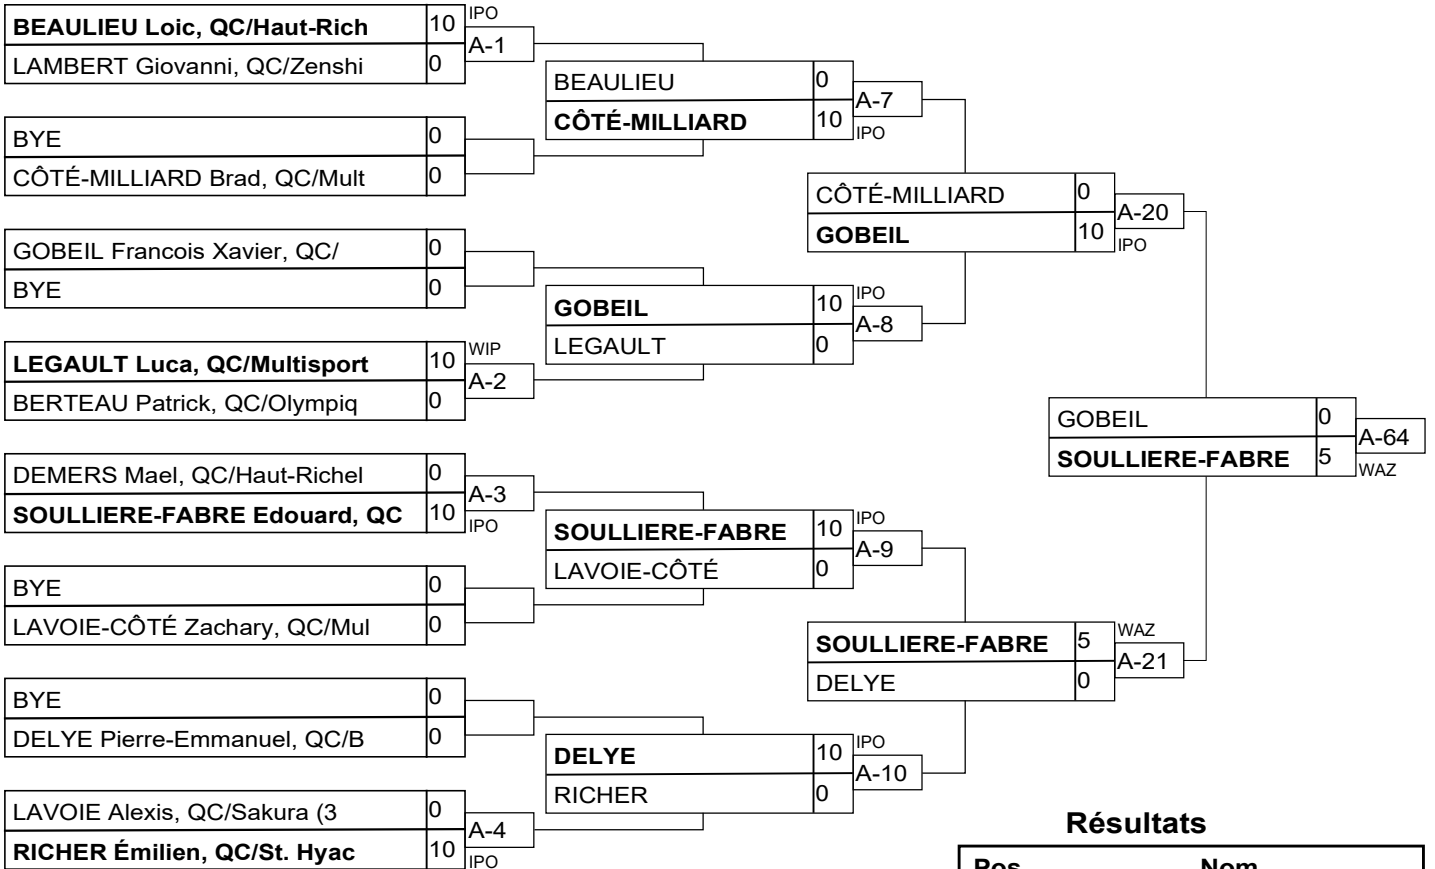 BEAULIEU Loic, QC/Haut-Rich 10 IPO
LAMBERT Giovanni, QC/Zenshi 0
A-1
BYE 0
CÔTÉ-MILLIARD Brad, QC/Mult 0
GOBEIL Francois Xavier, QC/ 0
BYE 0
LEGAULT Luca, QC/Multisport 10 WIP
BERTEAU Patrick, QC/Olympiq 0
A-2
DEMERS Mael, QC/Haut-Richel 0
SOULLIERE-FABRE Edouard, QC 10 IPO
A-3
BYE 0
LAVOIE-CÔTÉ Zachary, QC/Mul 0
BYE 0
DELYE Pierre-Emmanuel, QC/B 0
LAVOIE Alexis, QC/Sakura (3 0
RICHER Émilien, QC/St. Hyac 10 IPO
A-4
BEAULIEU 0
CÔTÉ-MILLIARD 10 IPO
A-7
GOBEIL 10 IPO
LEGAULT 0
A-8
SOULLIERE-FABRE 10 IPO
LAVOIE-CÔTÉ 0
A-9
DELYE 10 IPO
RICHER 0
A-10
CÔTÉ-MILLIARD 0
GOBEIL 10 IPO
A-20
SOULLIERE-FABRE 5 WAZ
DELYE 0
A-21
GOBEIL 0
SOULLIERE-FABRE 5 WAZ
A-64
Résultats
Pos Nom